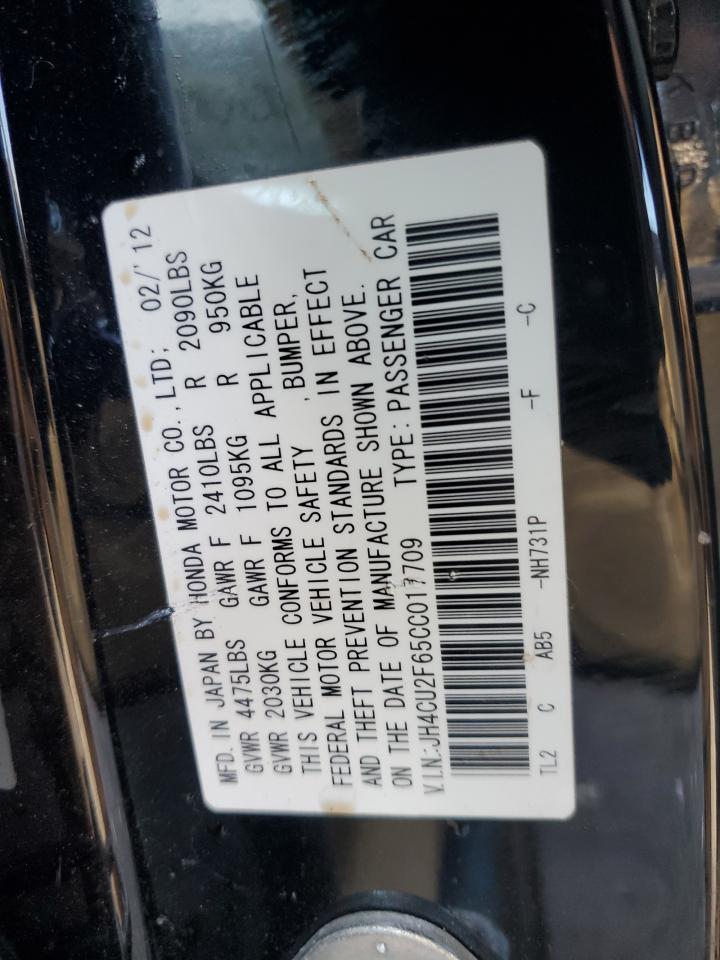 MFD. IN JAPAN BY HONDA MOTOR CO., LTD; 02/'12
GVWR 4475LBS GAWR F 2410LBS R 2090LBS
GVWR 2030KG GAWR F 1095KG R 950KG
THIS VEHICLE CONFORMS TO ALL APPLICABLE
FEDERAL MOTOR VEHICLE SAFETY , BUMPER,
AND THEFT PREVENTION STANDARDS IN EFFECT
ON THE DATE OF MANUFACTURE SHOWN ABOVE.
V.I.N:JH4CU2F65CC017709 TYPE: PASSENGER CAR
TL2 C AB5 -NH731P -F -C